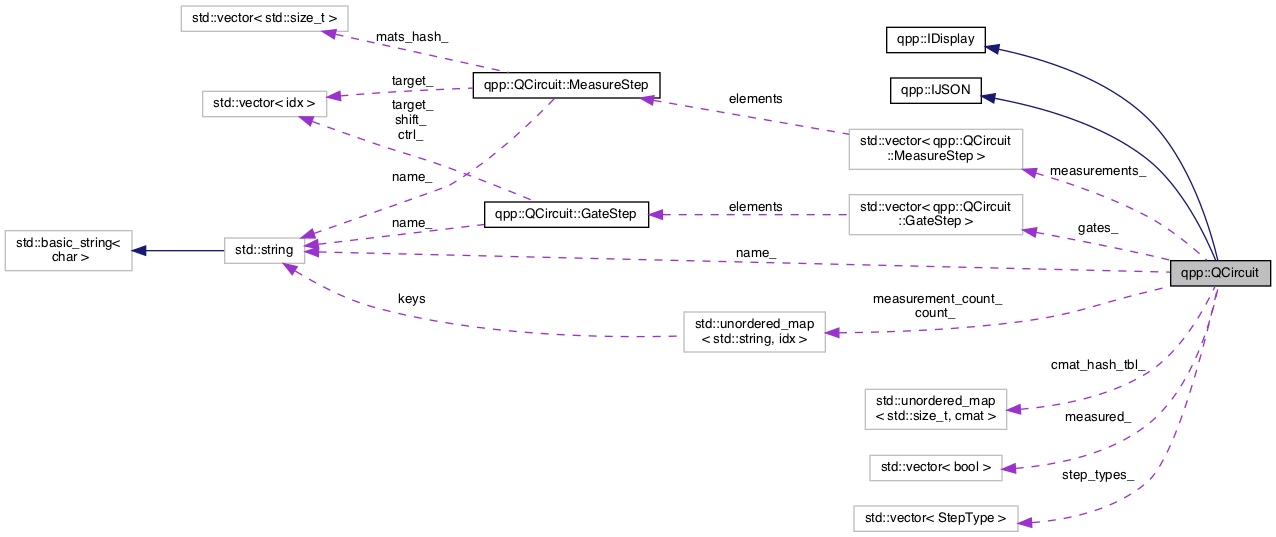 std::vector< std::size_t >
mats_hash_
qpp::IDisplay
qpp::QCircuit::MeasureStep
target_
qpp::IJSON
std::vector< idx >
elements
target_
shift_
ctrl_
std::vector< qpp::QCircuit
::MeasureStep >
measurements_
name_
qpp::QCircuit::GateStep
elements
std::vector< qpp::QCircuit
::GateStep >
gates_
name_
std::basic_string<
char >
std::string
name_
qpp::QCircuit
keys
measurement_count_
count_
std::unordered_map
< std::string, idx >
cmat_hash_tbl_
std::unordered_map
< std::size_t, cmat >
measured_
std::vector< bool >
step_types_
std::vector< StepType >